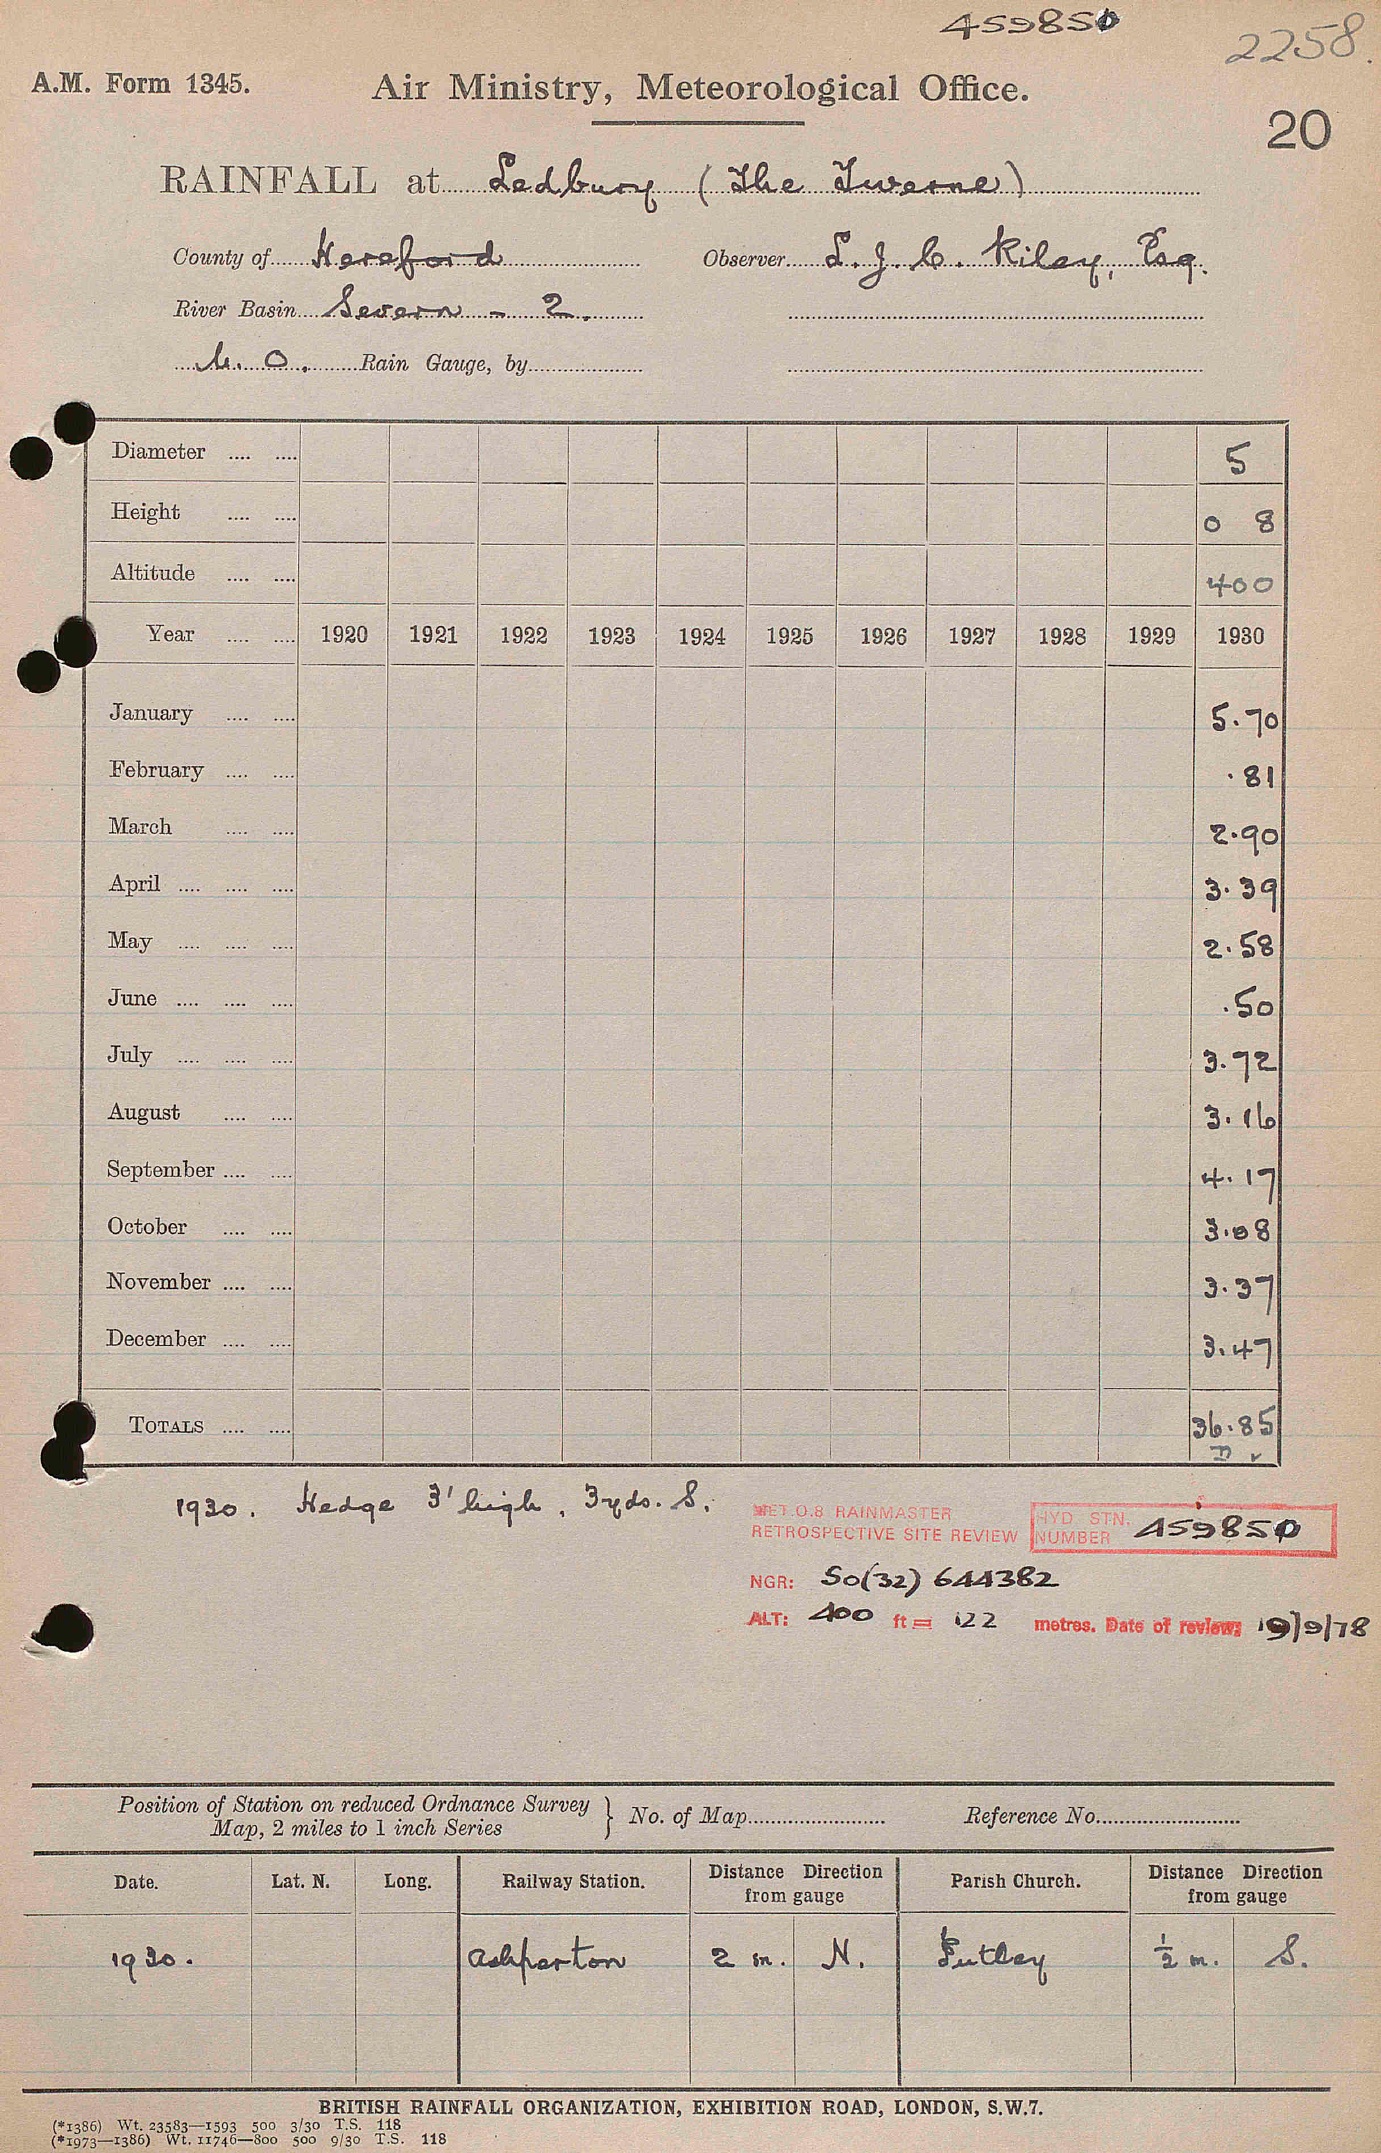 459850
2258.
A.M. Form 1345. Air Ministry, Meteorological Office.
20
RAINFALL at Ledbury (The Twerne)
County of Hereford Observer L. J. C. Riley, Esq.
River Basin Severn - 2.
M. O. Rain Gauge, by
Diameter .... .... 5
Height .... .... 0 8
Altitude .... .... 400
Year .... .... 1920 1921 1922 1923 1924 1925 1926 1927 1928 1929 1930
January .... .... 5.70
February .... .... .81
March .... .... 2.90
April .... .... .... 3.39
May .... .... .... 2.58
June .... .... .... .50
July .... .... .... 3.72
August .... .... 3.16
September .... .... 4.17
October .... .... 3.08
November .... .... 3.37
December .... .... 3.47
TOTALS .... .... 36.85
1930. Hedge 3' high, 3yds. S.
MET.O.8 RAINMASTER
RETROSPECTIVE SITE REVIEW
HYD. STN. NUMBER 459850
NGR: SO(32) 644382
ALT: 400 ft = 122 metres. Date of review: 19/9/78
Position of Station on reduced Ordnance Survey
Map, 2 miles to 1 inch Series } No. of Map Reference No.
Date. Lat. N. Long. Railway Station. Distance Direction from gauge Parish Church. Distance Direction from gauge
1930. Ashperton 2 m. N. Putley ½ m. S.
BRITISH RAINFALL ORGANIZATION, EXHIBITION ROAD, LONDON, S.W.7.
(*1386) Wt. 23583—1593 500 3/30 T.S. 118
(*1973—1386) Wt. 11746—800 500 9/30 T.S. 118